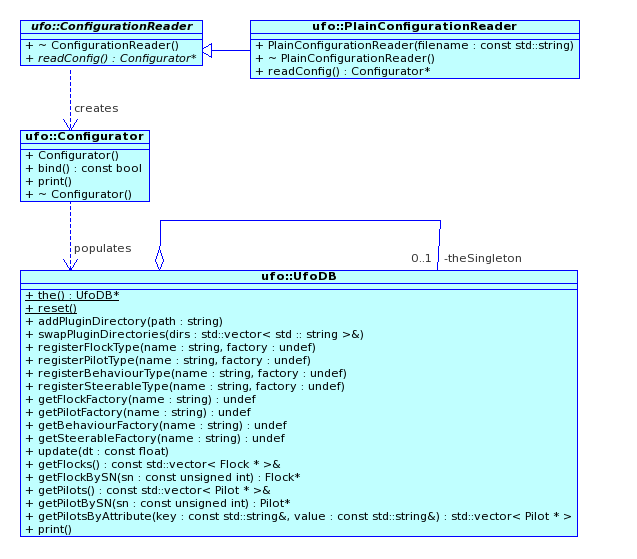 ufo::ConfigurationReader
+ ~ ConfigurationReader()
+ readConfig() : Configurator*
ufo::PlainConfigurationReader
+ PlainConfigurationReader(filename : const std::string)
+ ~ PlainConfigurationReader()
+ readConfig() : Configurator*
creates
ufo::Configurator
+ Configurator()
+ bind() : const bool
+ print()
+ ~ Configurator()
populates
0..1 -theSingleton
ufo::UfoDB
+ the() : UfoDB*
+ reset()
+ addPluginDirectory(path : string)
+ swapPluginDirectories(dirs : std::vector< std :: string >&)
+ registerFlockType(name : string, factory : undef)
+ registerPilotType(name : string, factory : undef)
+ registerBehaviourType(name : string, factory : undef)
+ registerSteerableType(name : string, factory : undef)
+ getFlockFactory(name : string) : undef
+ getPilotFactory(name : string) : undef
+ getBehaviourFactory(name : string) : undef
+ getSteerableFactory(name : string) : undef
+ update(dt : const float)
+ getFlocks() : const std::vector< Flock * >&
+ getFlockBySN(sn : const unsigned int) : Flock*
+ getPilots() : const std::vector< Pilot * >&
+ getPilotBySN(sn : const unsigned int) : Pilot*
+ getPilotsByAttribute(key : const std::string&, value : const std::string&) : std::vector< Pilot * >
+ print()